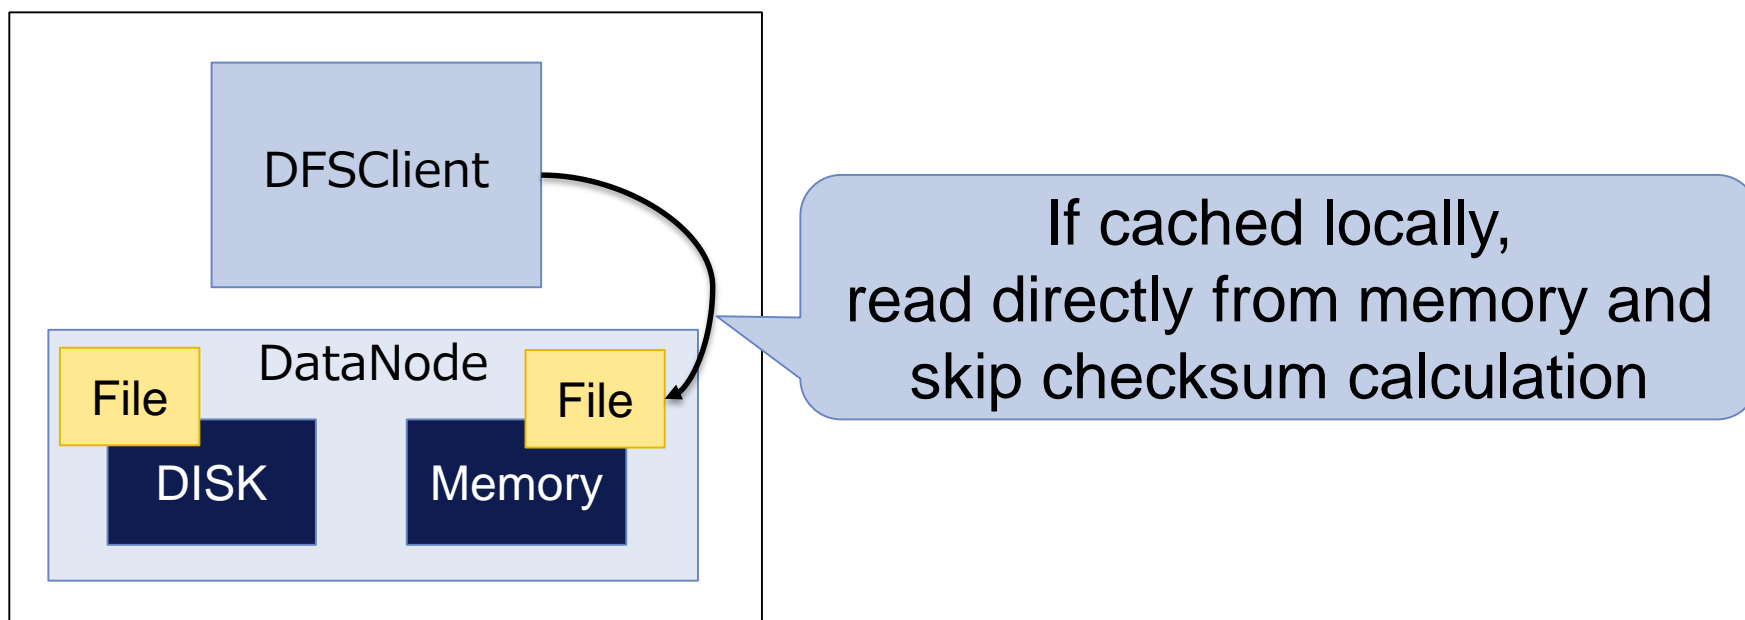 DFSClient
DataNode
File
File
DISK
Memory
If cached locally,
read directly from memory and
skip checksum calculation